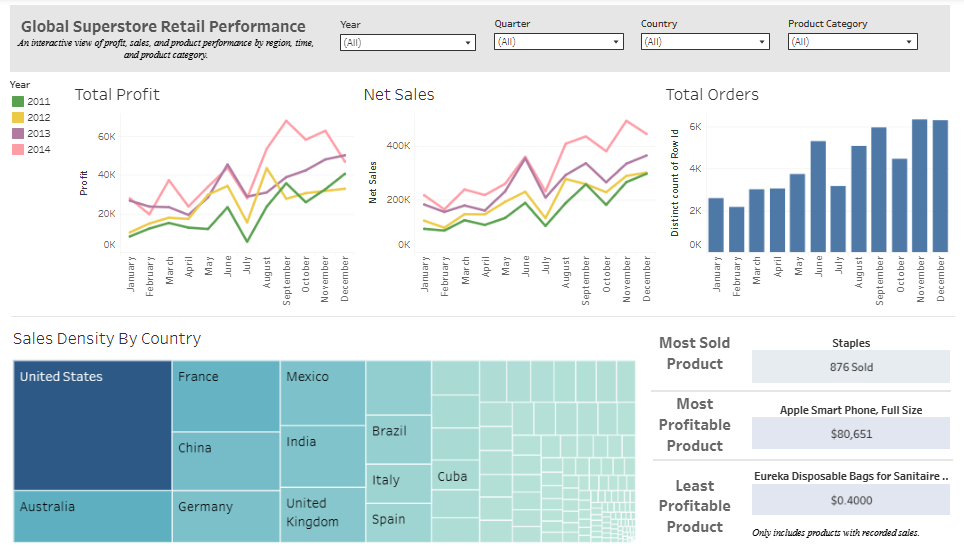 Global Superstore Retail Performance
An interactive view of profit, sales, and product performance by region, time,
and product category.
Year
(All)
Quarter
(All)
Country
(All)
Product Category
(All)
Year
2011
2012
2013
2014
Total Profit
Profit
60K
40K
20K
0K
January
February
March
April
May
June
July
August
September
October
November
December
Net Sales
Net Sales
400K
200K
0K
January
February
March
April
May
June
July
August
September
October
November
December
Total Orders
Distinct count of Row Id
6K
4K
2K
0K
January
February
March
April
May
June
July
August
September
October
November
December
Sales Density By Country
United States
Australia
France
China
Germany
Mexico
India
United
Kingdom
Brazil
Italy
Spain
Cuba
Most Sold
Product
Staples
876 Sold
Most
Profitable
Product
Apple Smart Phone, Full Size
$80,651
Least
Profitable
Product
Eureka Disposable Bags for Sanitaire ..
$0.4000
Only includes products with recorded sales.